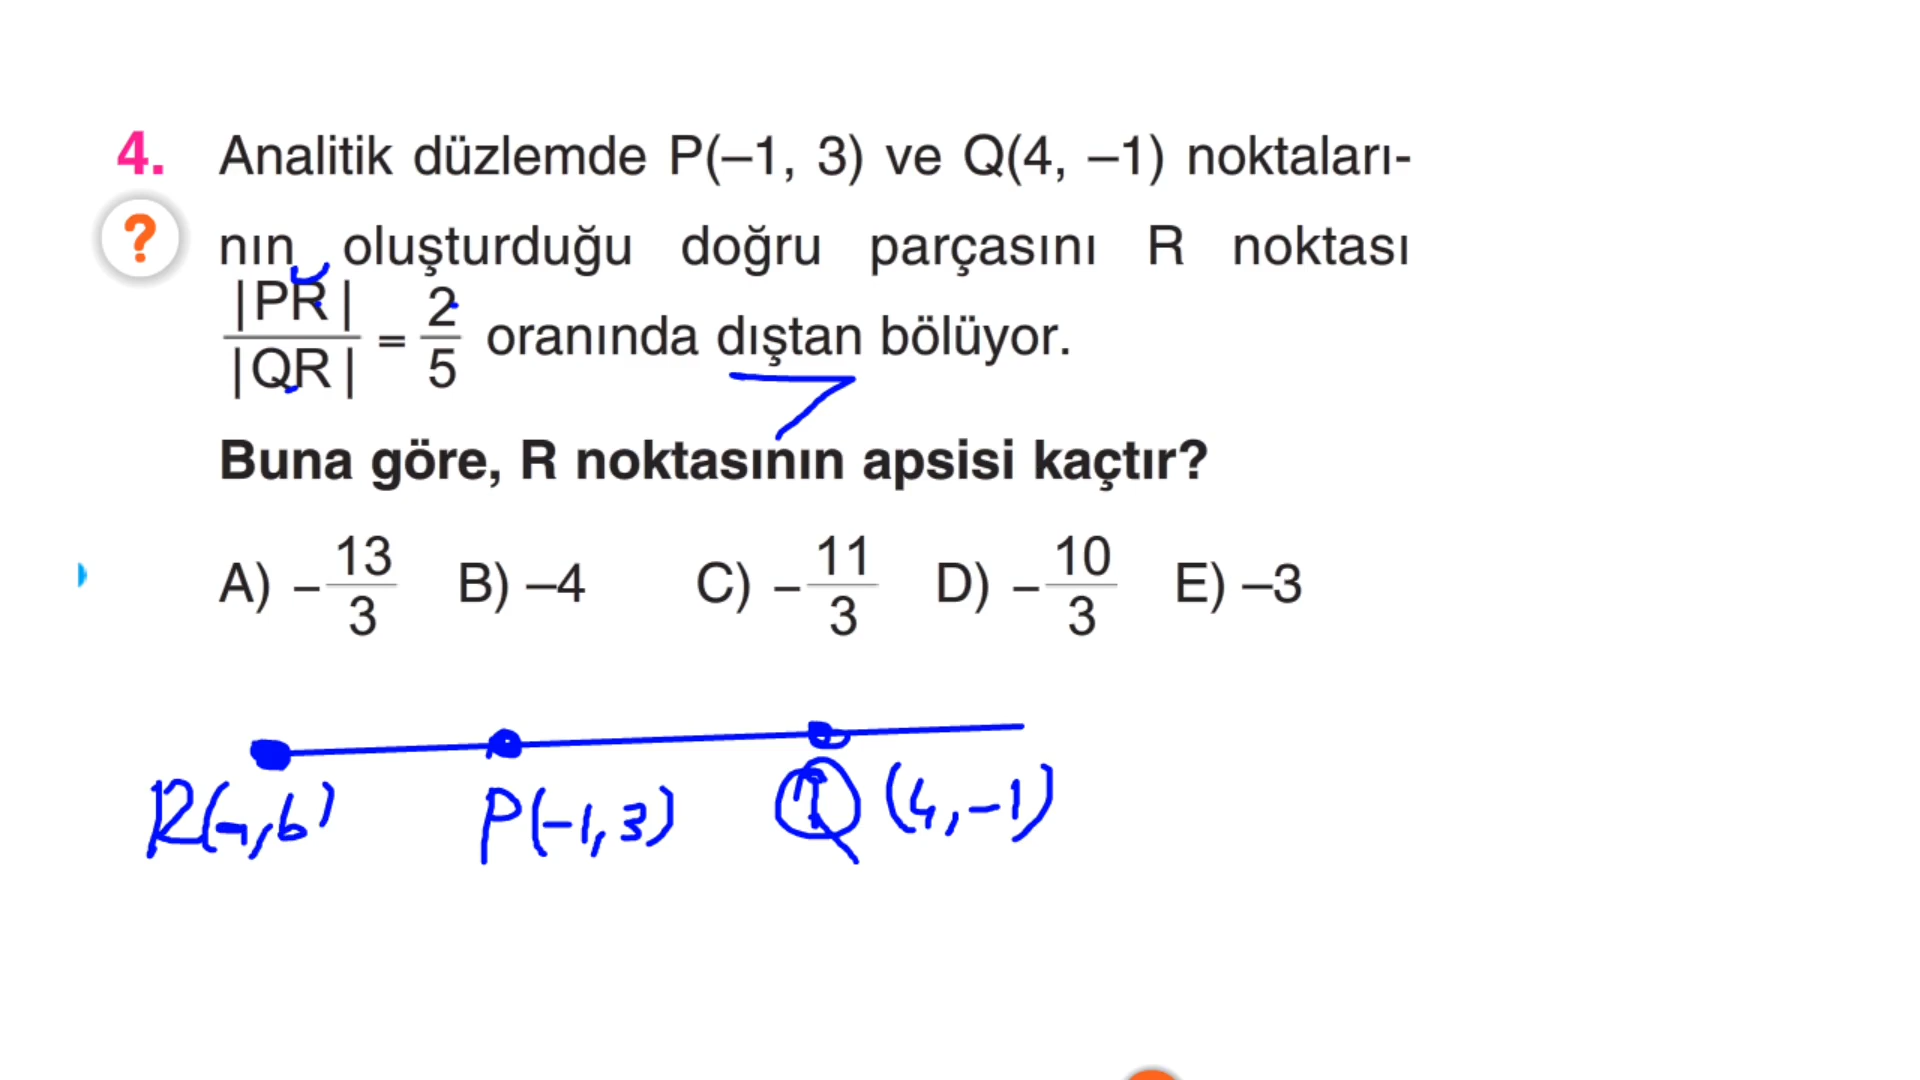 4. Analitik düzlemde P(–1, 3) ve Q(4, –1) noktaları-
? nın oluşturduğu doğru parçasını R noktası
|PR| / |QR| = 2/5 oranında dıştan bölüyor.
Buna göre, R noktasının apsisi kaçtır?
A) –13/3 B) –4 C) –11/3 D) –10/3 E) –3
R(a,b) P(-1,3) Q(4,-1)